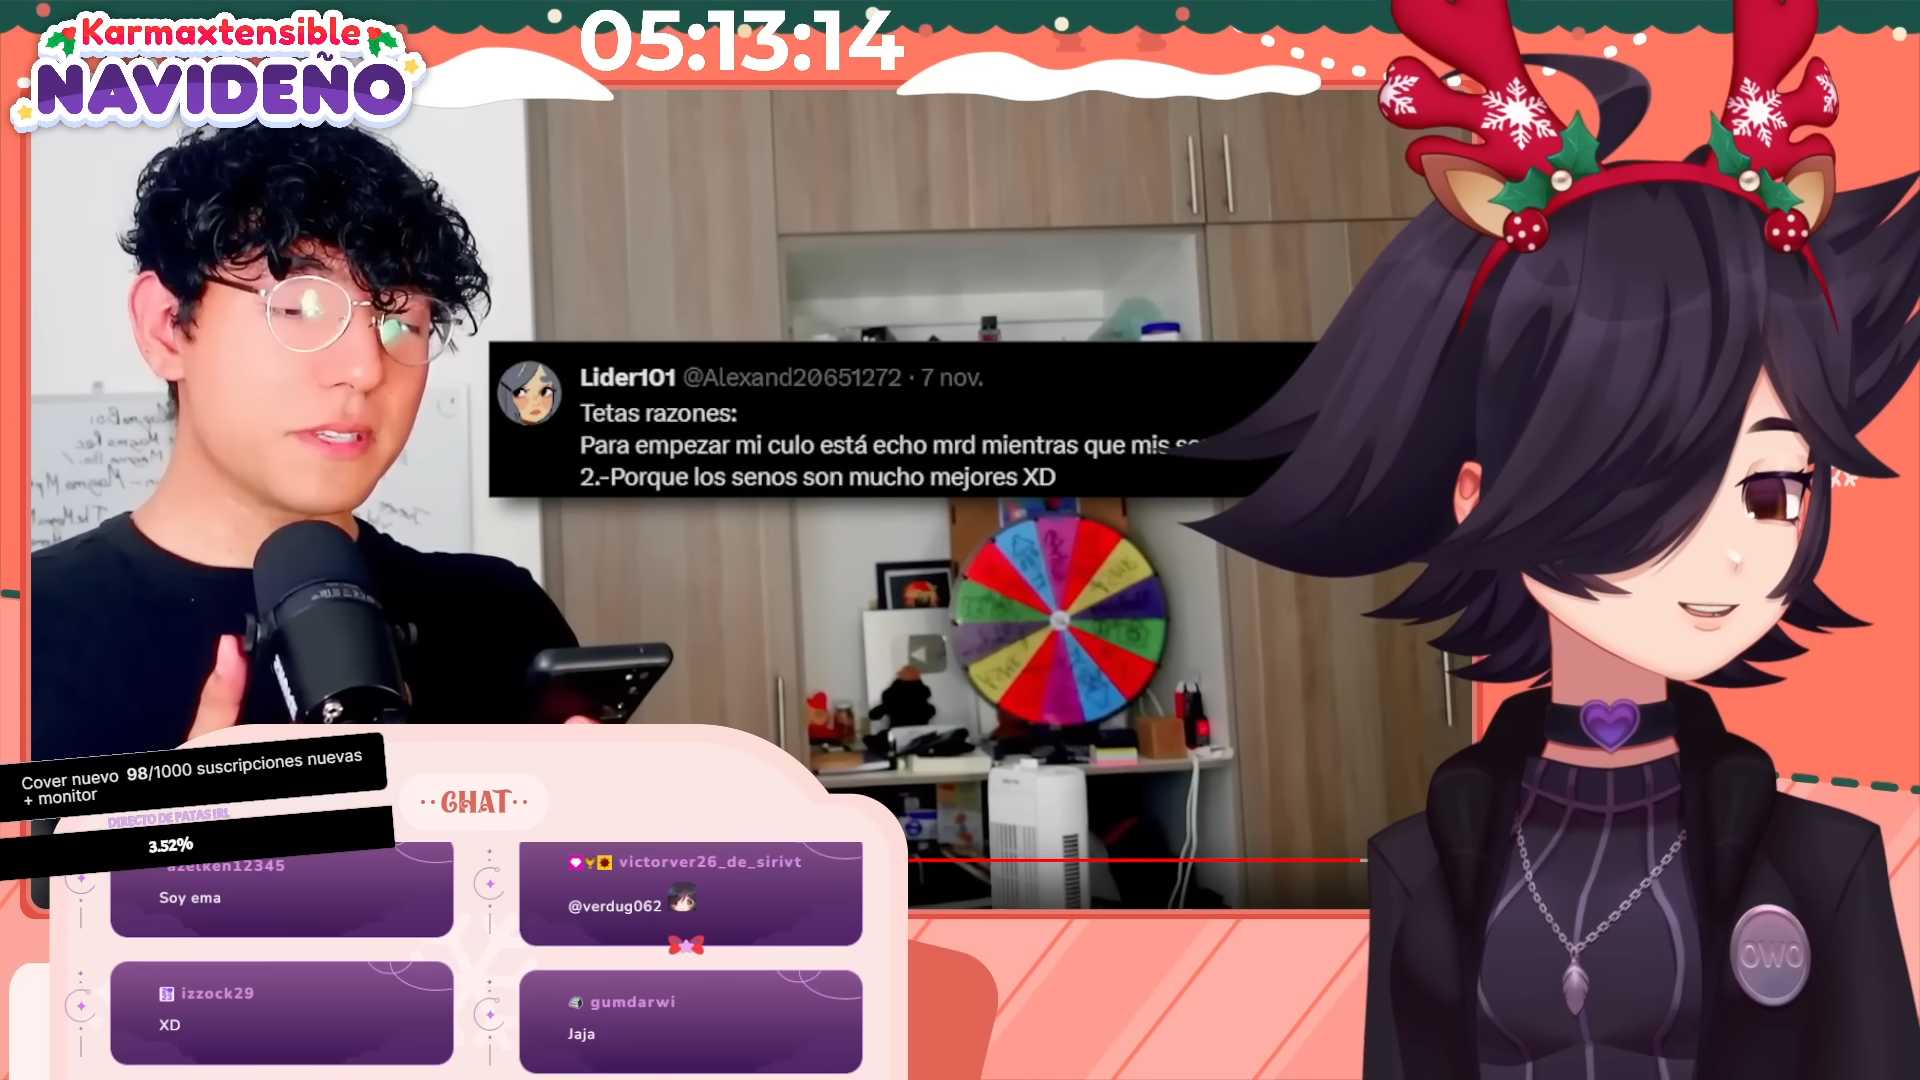 Karmaxtensible
NAVIDEÑO
05:13:14
Lider101 @Alexand20651272 · 7 nov.
Tetas razones:
Para empezar mi culo está echo mrd mientras que mis
2.-Porque los senos son mucho mejores XD
Cover nuevo 98/1000 suscripciones nuevas
+ monitor
DIRECTO DE PATAS IRL
3.52%
··CHAT··
azelken12345
Soy ema
victorver26_de_sirivt
@verdug062
izzock29
XD
gumdarwi
Jaja
OWO